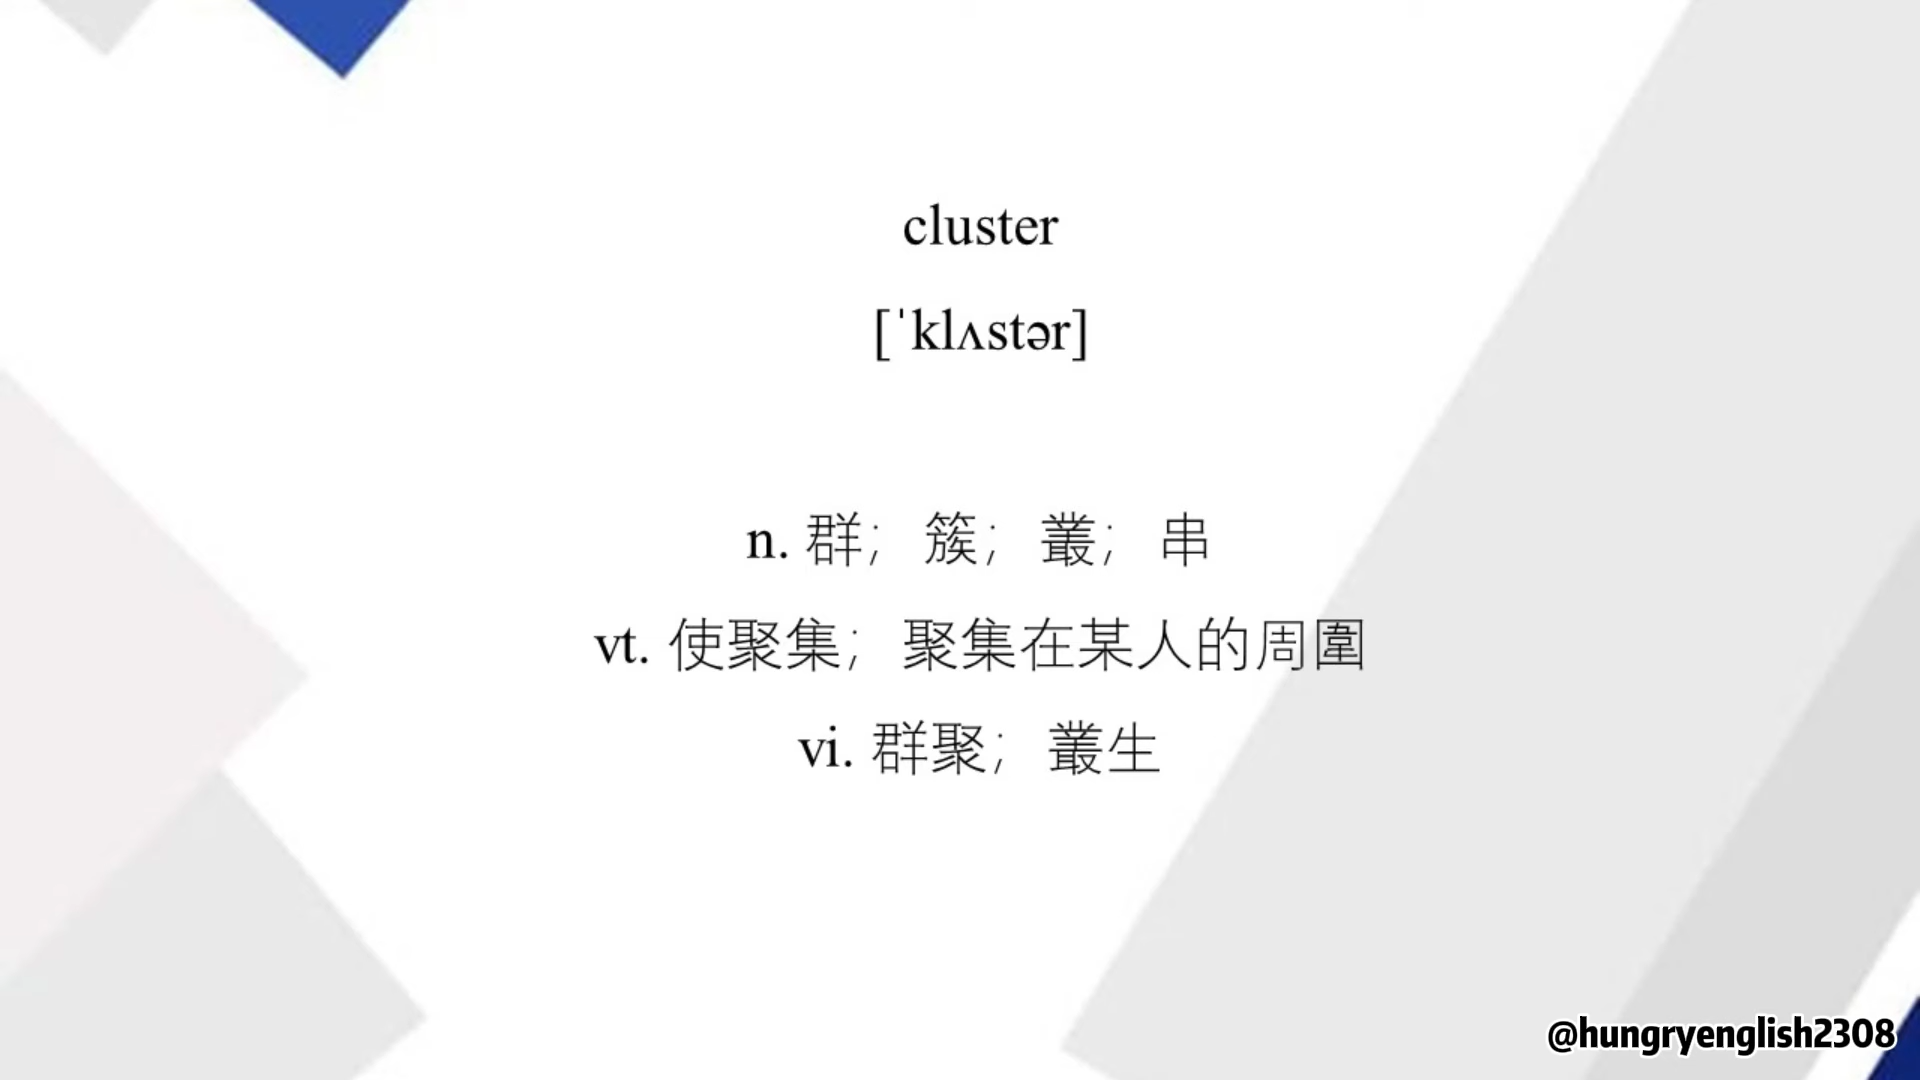 cluster
[ˈklʌstər]
n. 群； 簇； 叢； 串
vt. 使聚集； 聚集在某人的周圍
vi. 群聚； 叢生
@hungryenglish2308